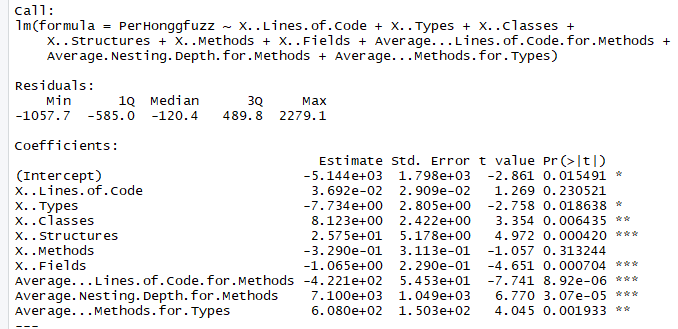 Call:
lm(formula = PerHonggfuzz ~ X..Lines.of.Code + X..Types + X..Classes +
    X..Structures + X..Methods + X..Fields + Average...Lines.of.Code.for.Methods +
    Average.Nesting.Depth.for.Methods + Average...Methods.for.Types)
Residuals:
    Min      1Q  Median      3Q     Max
-1057.7  -585.0  -120.4   489.8  2279.1
Coefficients:
                                      Estimate Std. Error t value Pr(>|t|)
(Intercept)                         -5.144e+03  1.798e+03  -2.861 0.015491 *
X..Lines.of.Code                     3.692e-02  2.909e-02   1.269 0.230521
X..Types                            -7.734e+00  2.805e+00  -2.758 0.018638 *
X..Classes                           8.123e+00  2.422e+00   3.354 0.006435 **
X..Structures                        2.575e+01  5.178e+00   4.972 0.000420 ***
X..Methods                          -3.290e-01  3.113e-01  -1.057 0.313244
X..Fields                           -1.065e+00  2.290e-01  -4.651 0.000704 ***
Average...Lines.of.Code.for.Methods -4.221e+02  5.453e+01  -7.741 8.92e-06 ***
Average.Nesting.Depth.for.Methods    7.100e+03  1.049e+03   6.770 3.07e-05 ***
Average...Methods.for.Types          6.080e+02  1.503e+02   4.045 0.001933 **
---